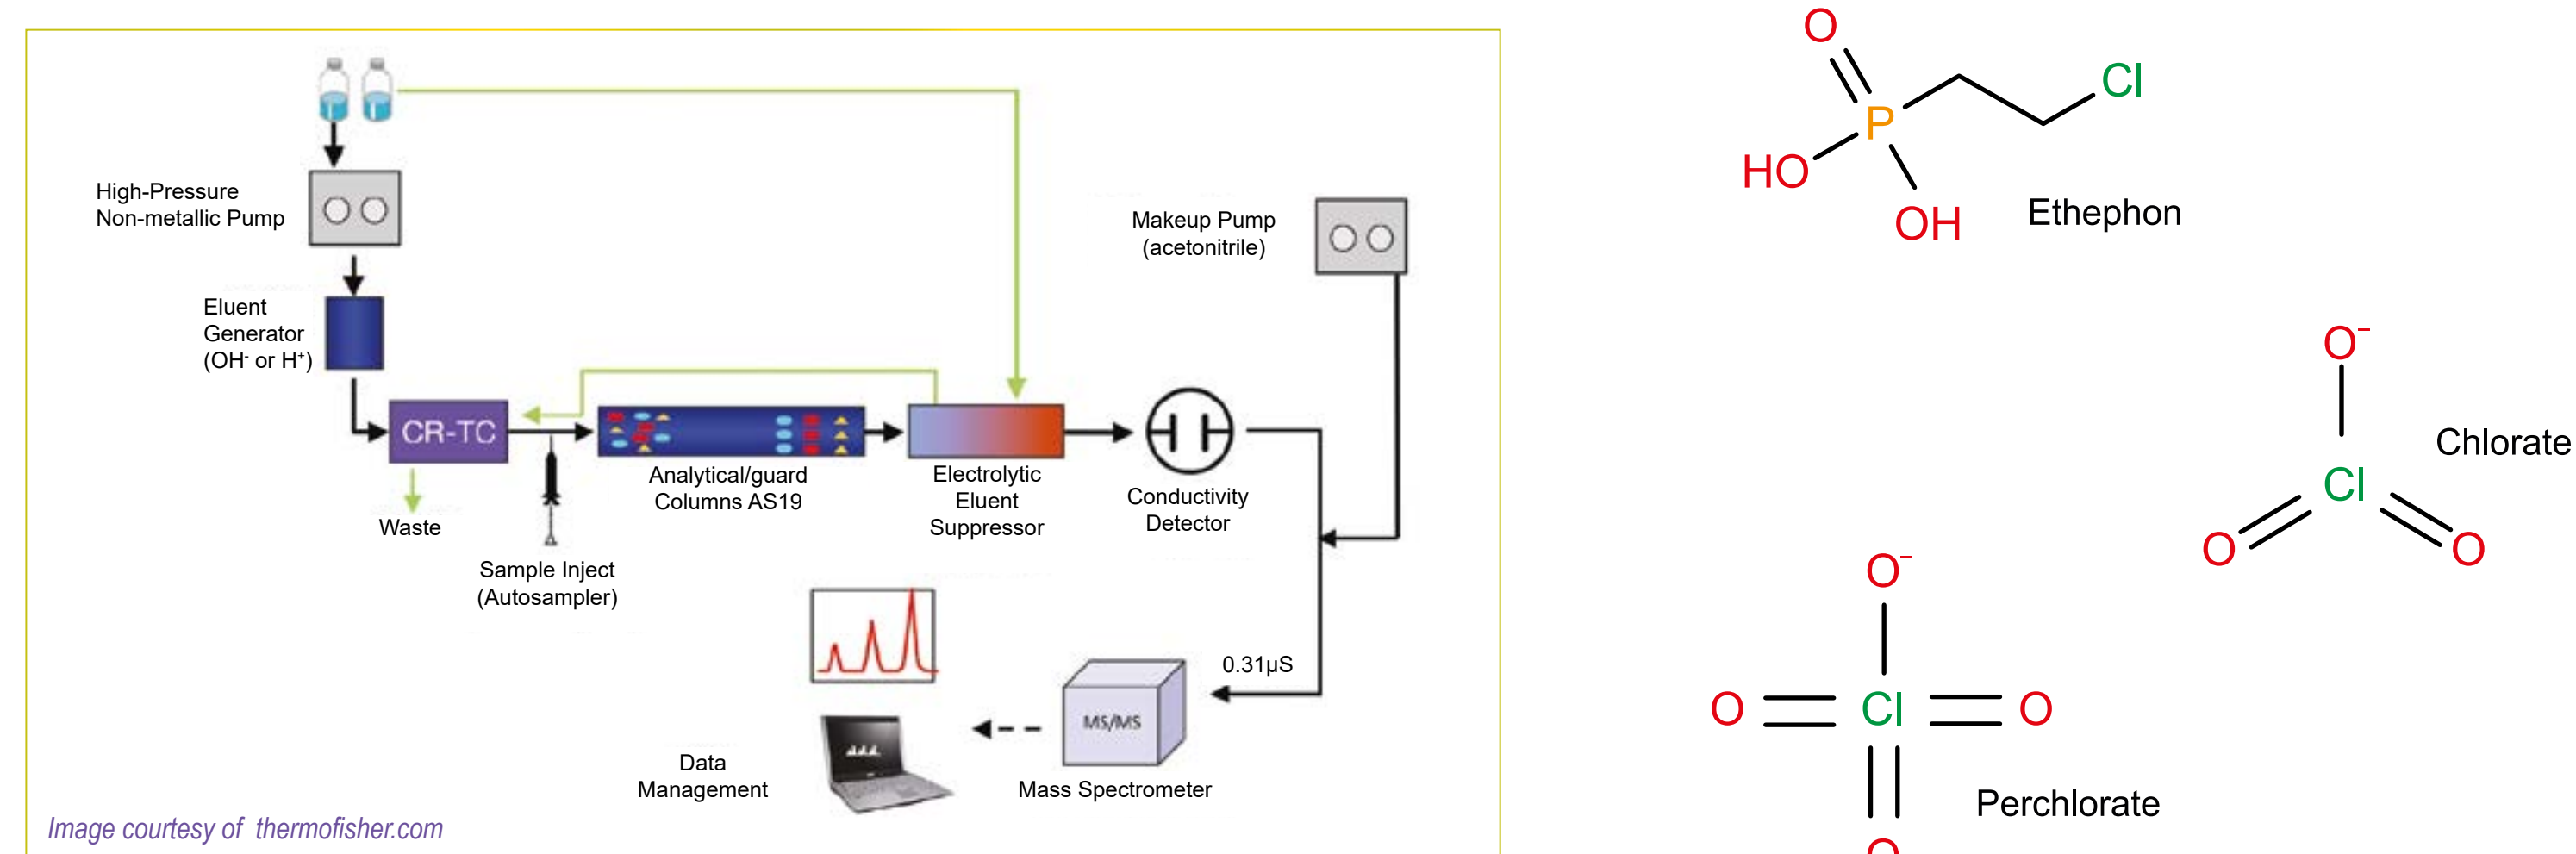 High-Pressure
Non-metallic Pump
Eluent
Generator
(OH⁻ or H⁺)
CR-TC
Waste
Sample Inject
(Autosampler)
Analytical/guard
Columns AS19
Electrolytic
Eluent
Suppressor
Conductivity
Detector
Makeup Pump
(acetonitrile)
0.31µS
MS/MS
Mass Spectrometer
Data
Management
Image courtesy of thermofisher.com
O
Cl
P
HO
OH
Ethephon
O⁻
Chlorate
Cl
O O
O⁻
O Cl O
Perchlorate
O